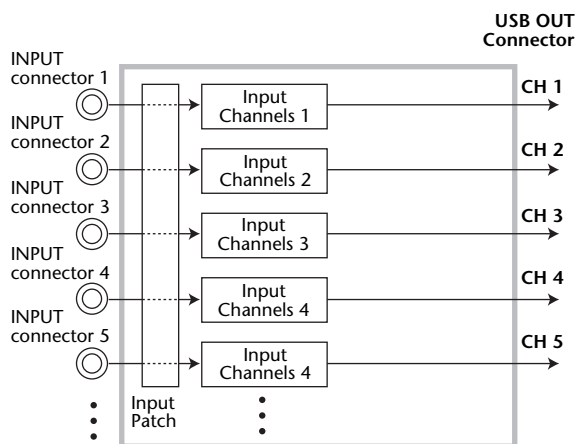 USB OUT
Connector
INPUT
connector 1
Input
Channels 1
CH 1
INPUT
connector 2
Input
Channels 2
CH 2
INPUT
connector 3
Input
Channels 3
CH 3
INPUT
connector 4
Input
Channels 4
CH 4
INPUT
connector 5
Input
Channels 4
CH 5
Input
Patch